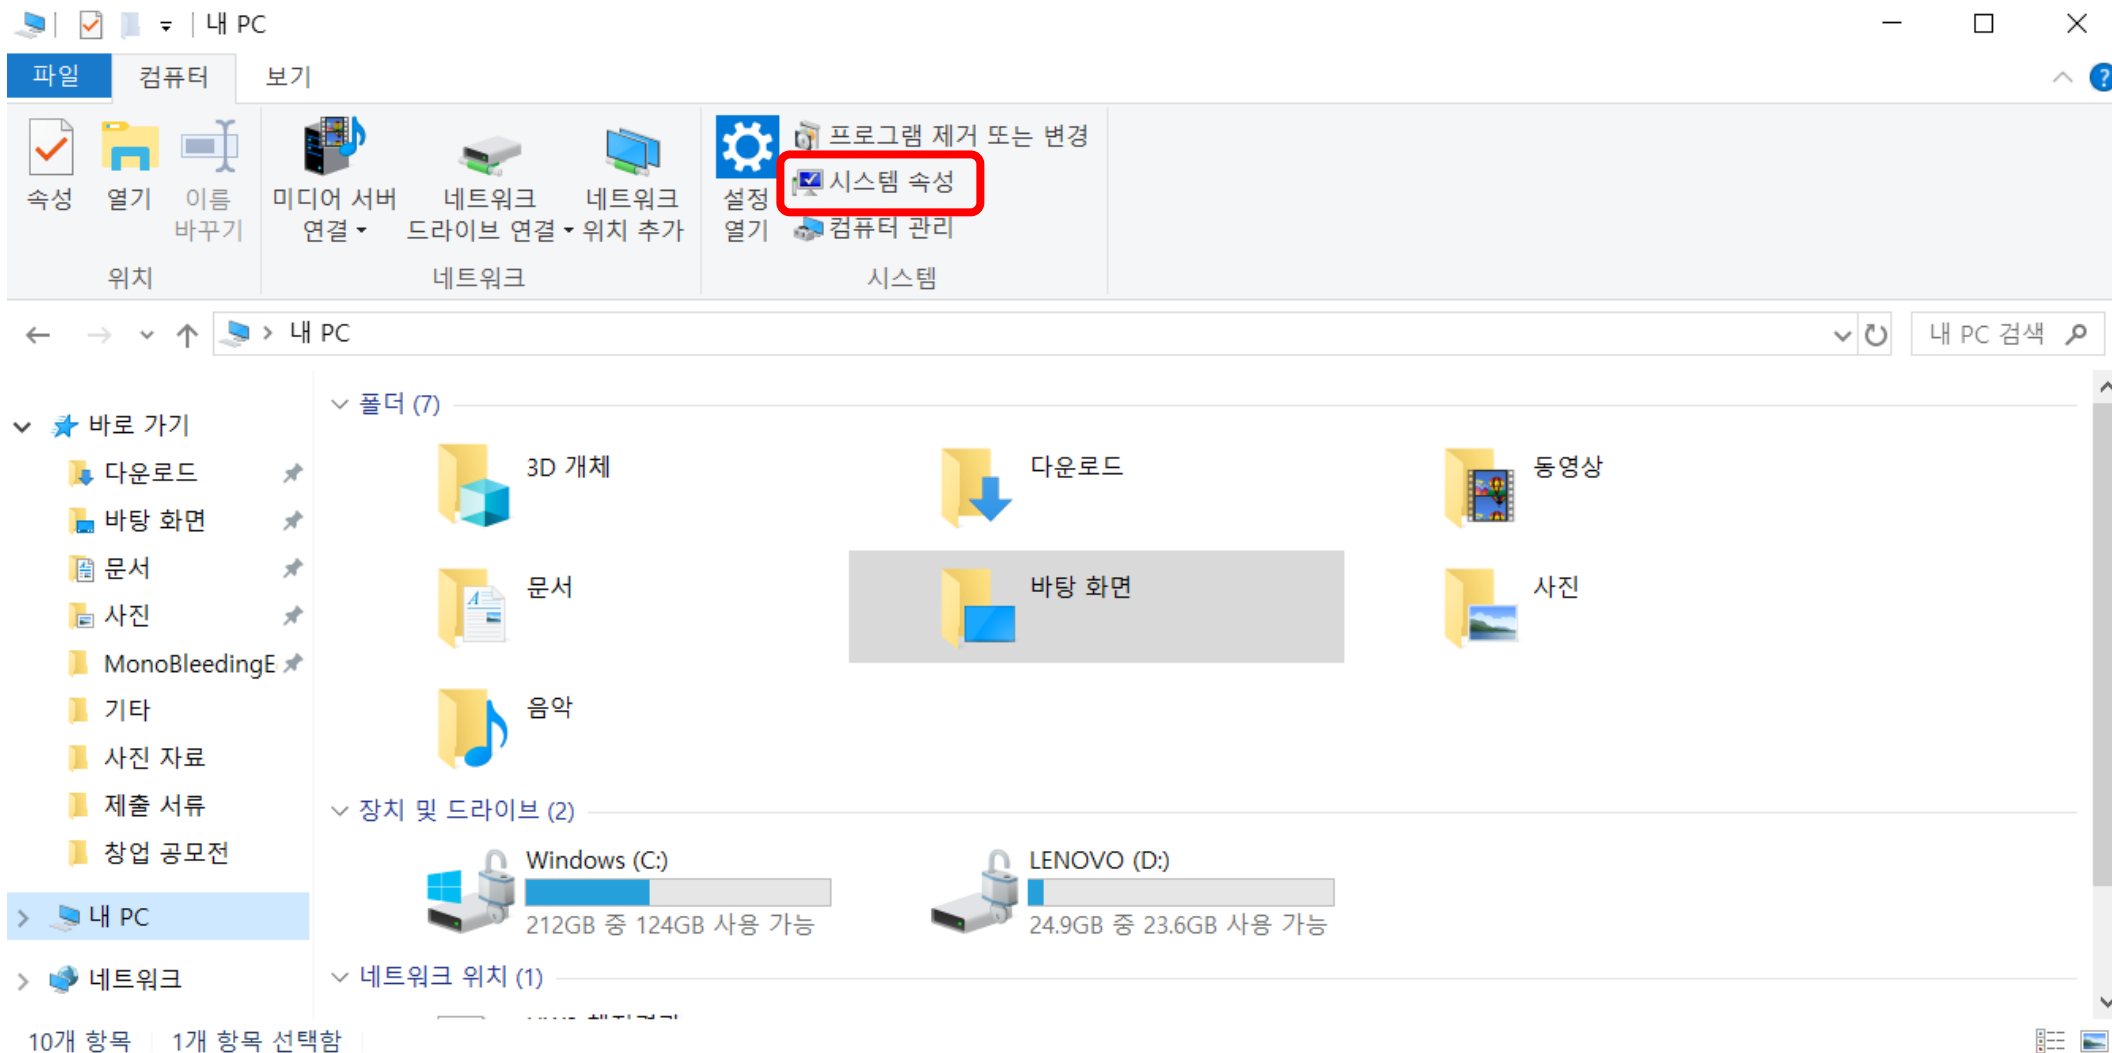 내 PC
파일 컴퓨터 보기
속성
열기
이름
바꾸기
위치
미디어 서버
연결
네트워크
드라이브 연결
네트워크
위치 추가
네트워크
설정
열기
프로그램 제거 또는 변경
시스템 속성
컴퓨터 관리
시스템
내 PC
내 PC 검색
바로 가기
다운로드
바탕 화면
문서
사진
MonoBleedingE
기타
사진 자료
제출 서류
창업 공모전
내 PC
네트워크
폴더 (7)
3D 개체
다운로드
동영상
문서
바탕 화면
사진
음악
장치 및 드라이브 (2)
Windows (C:)
212GB 중 124GB 사용 가능
LENOVO (D:)
24.9GB 중 23.6GB 사용 가능
네트워크 위치 (1)
10개 항목
1개 항목 선택함